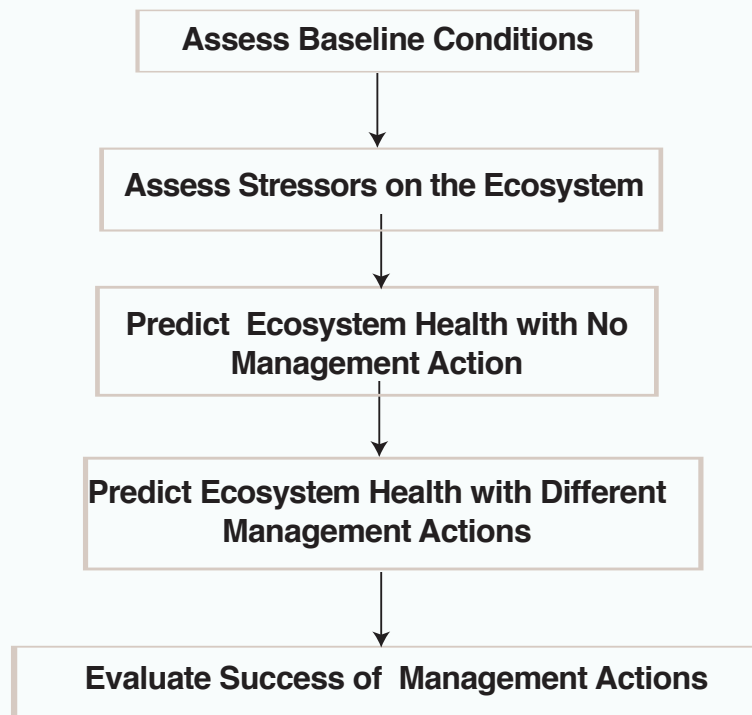 Assess Baseline Conditions
Assess Stressors on the Ecosystem
Predict Ecosystem Health with No
Management Action
Predict Ecosystem Health with Different
Management Actions
Evaluate Success of Management Actions